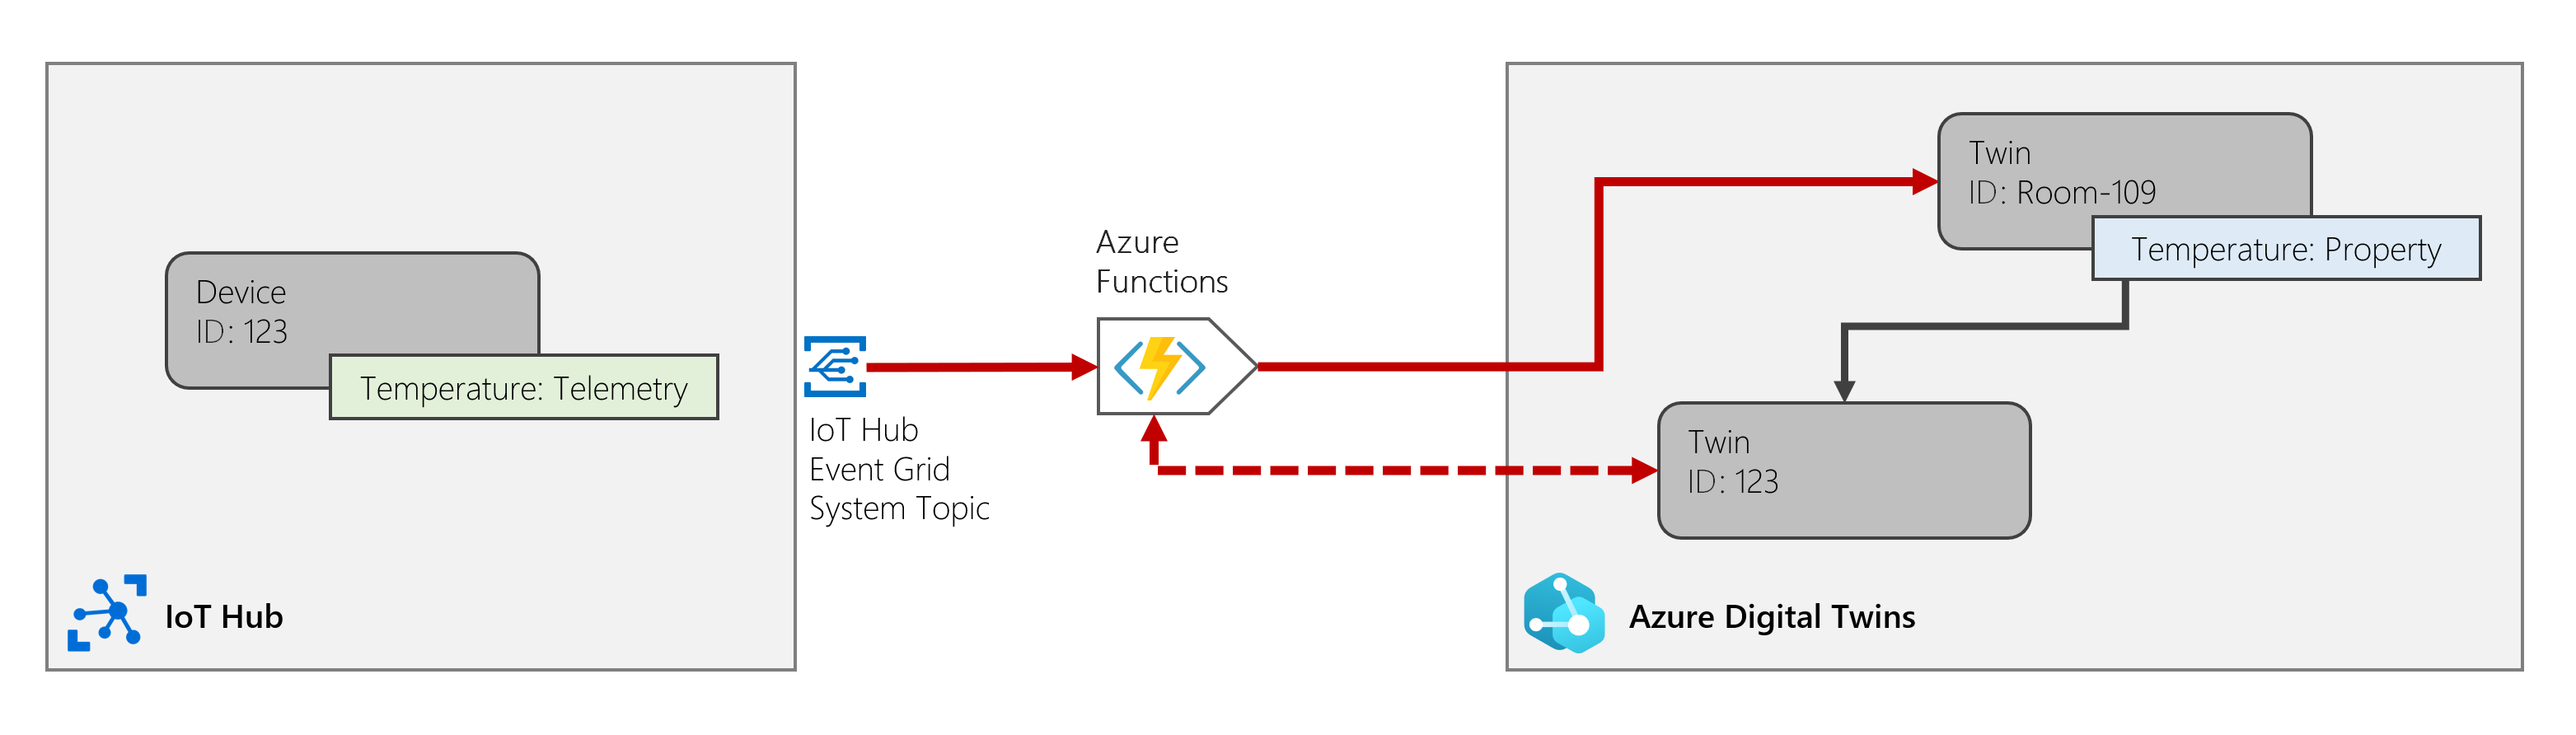 Device
ID: 123
Temperature: Telemetry
IoT Hub
IoT Hub
Event Grid
System Topic
Azure
Functions
Twin
ID: Room-109
Temperature: Property
Twin
ID: 123
Azure Digital Twins